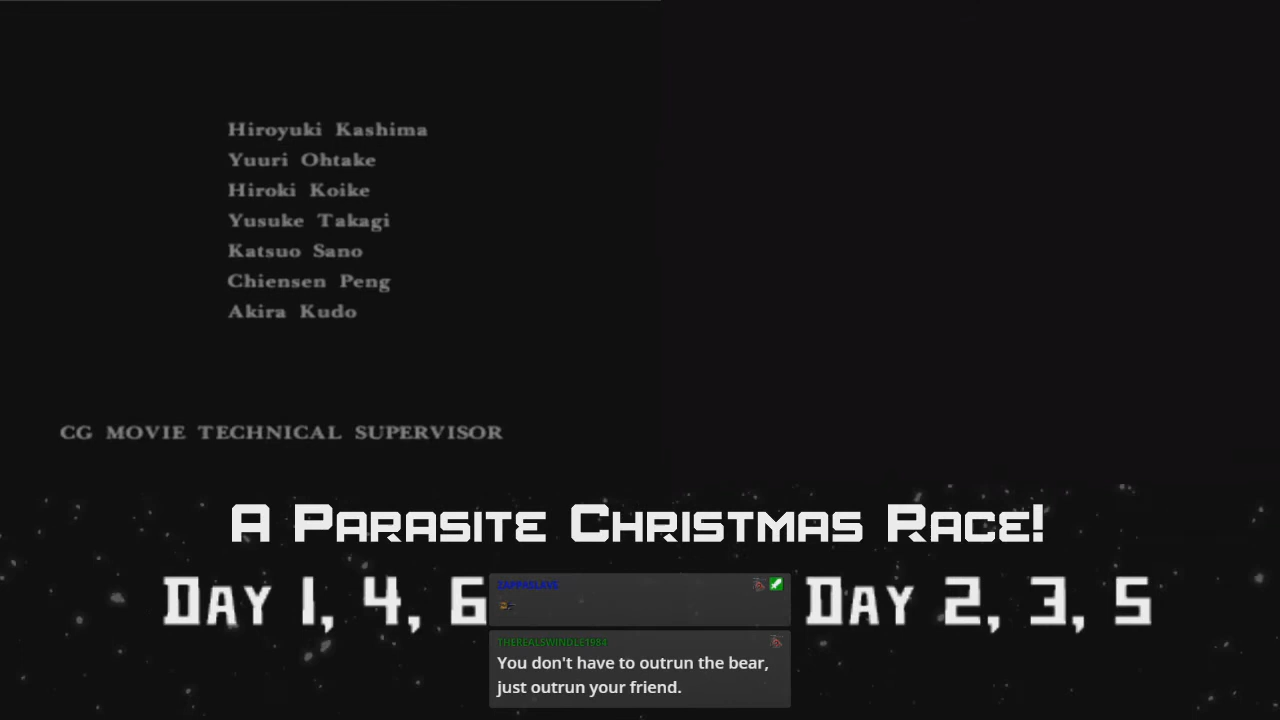 Hiroyuki Kashima
Yuuri Ohtake
Hiroki Koike
Yusuke Takagi
Katsuo Sano
Chiensen Peng
Akira Kudo
CG MOVIE TECHNICAL SUPERVISOR
A PARASITE CHRISTMAS RACE!
DAY 1, 4, 6
DAY 2, 3, 5
THEREALSWINDLE1984
You don't have to outrun the bear,
just outrun your friend.